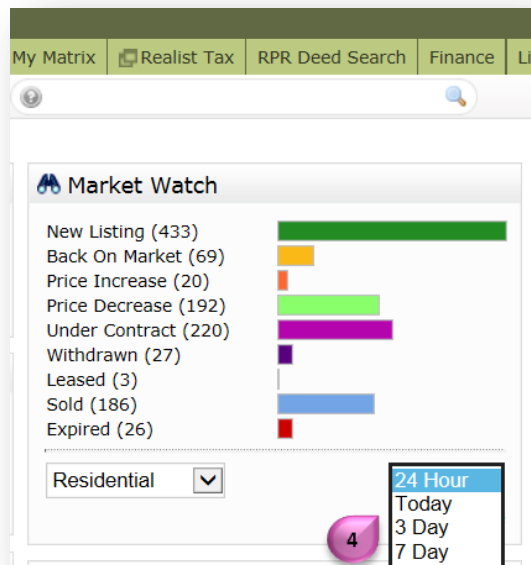 My Matrix Realist Tax RPR Deed Search Finance Li
Market Watch
New Listing (433)
Back On Market (69)
Price Increase (20)
Price Decrease (192)
Under Contract (220)
Withdrawn (27)
Leased (3)
Sold (186)
Expired (26)
Residential
24 Hour
Today
3 Day
4
7 Day